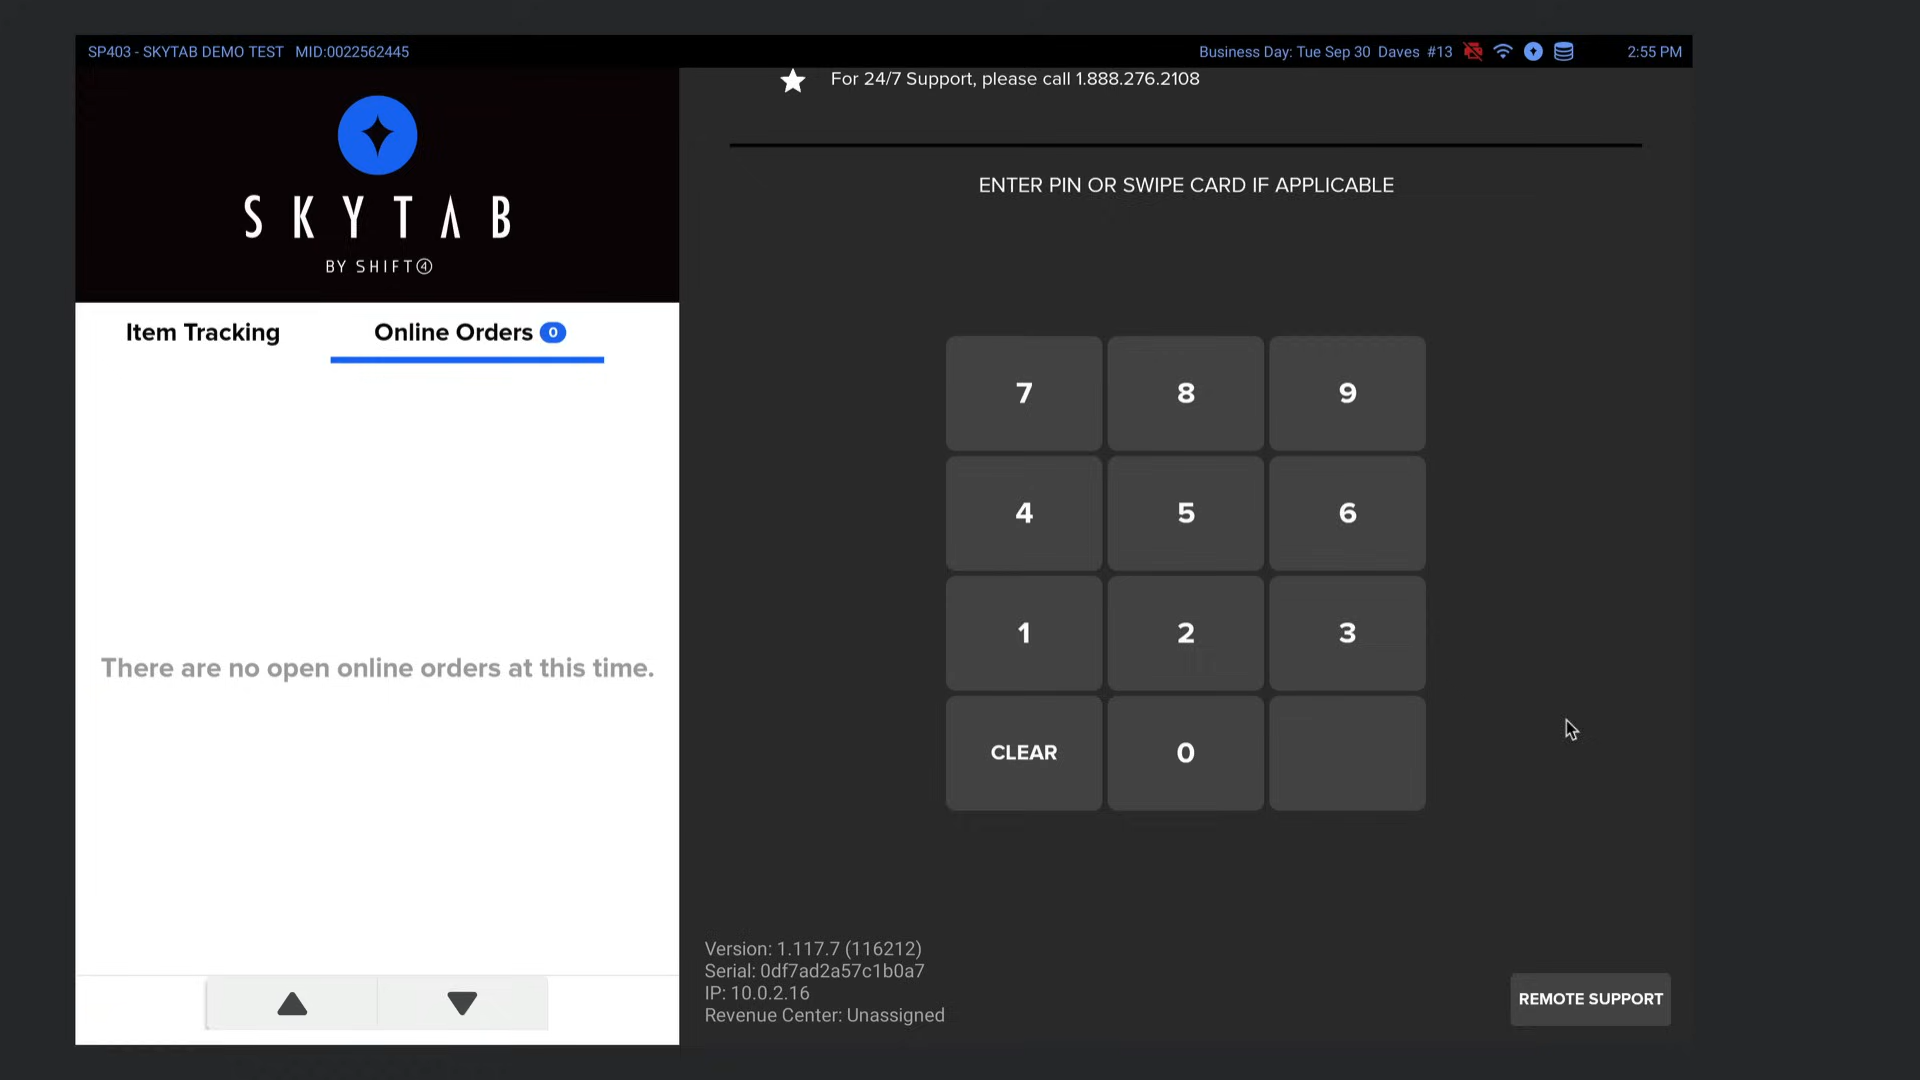 SP403 - SKYTAB DEMO TEST MID:0022562445
Business Day: Tue Sep 30 Daves #13 2:55 PM
SKYTAB
BY SHIFT4
Item Tracking
Online Orders 0
There are no open online orders at this time.
For 24/7 Support, please call 1.888.276.2108
ENTER PIN OR SWIPE CARD IF APPLICABLE
7 8 9
4 5 6
1 2 3
CLEAR 0
Version: 1.117.7 (116212)
Serial: 0df7ad2a57c1b0a7
IP: 10.0.2.16
Revenue Center: Unassigned
REMOTE SUPPORT